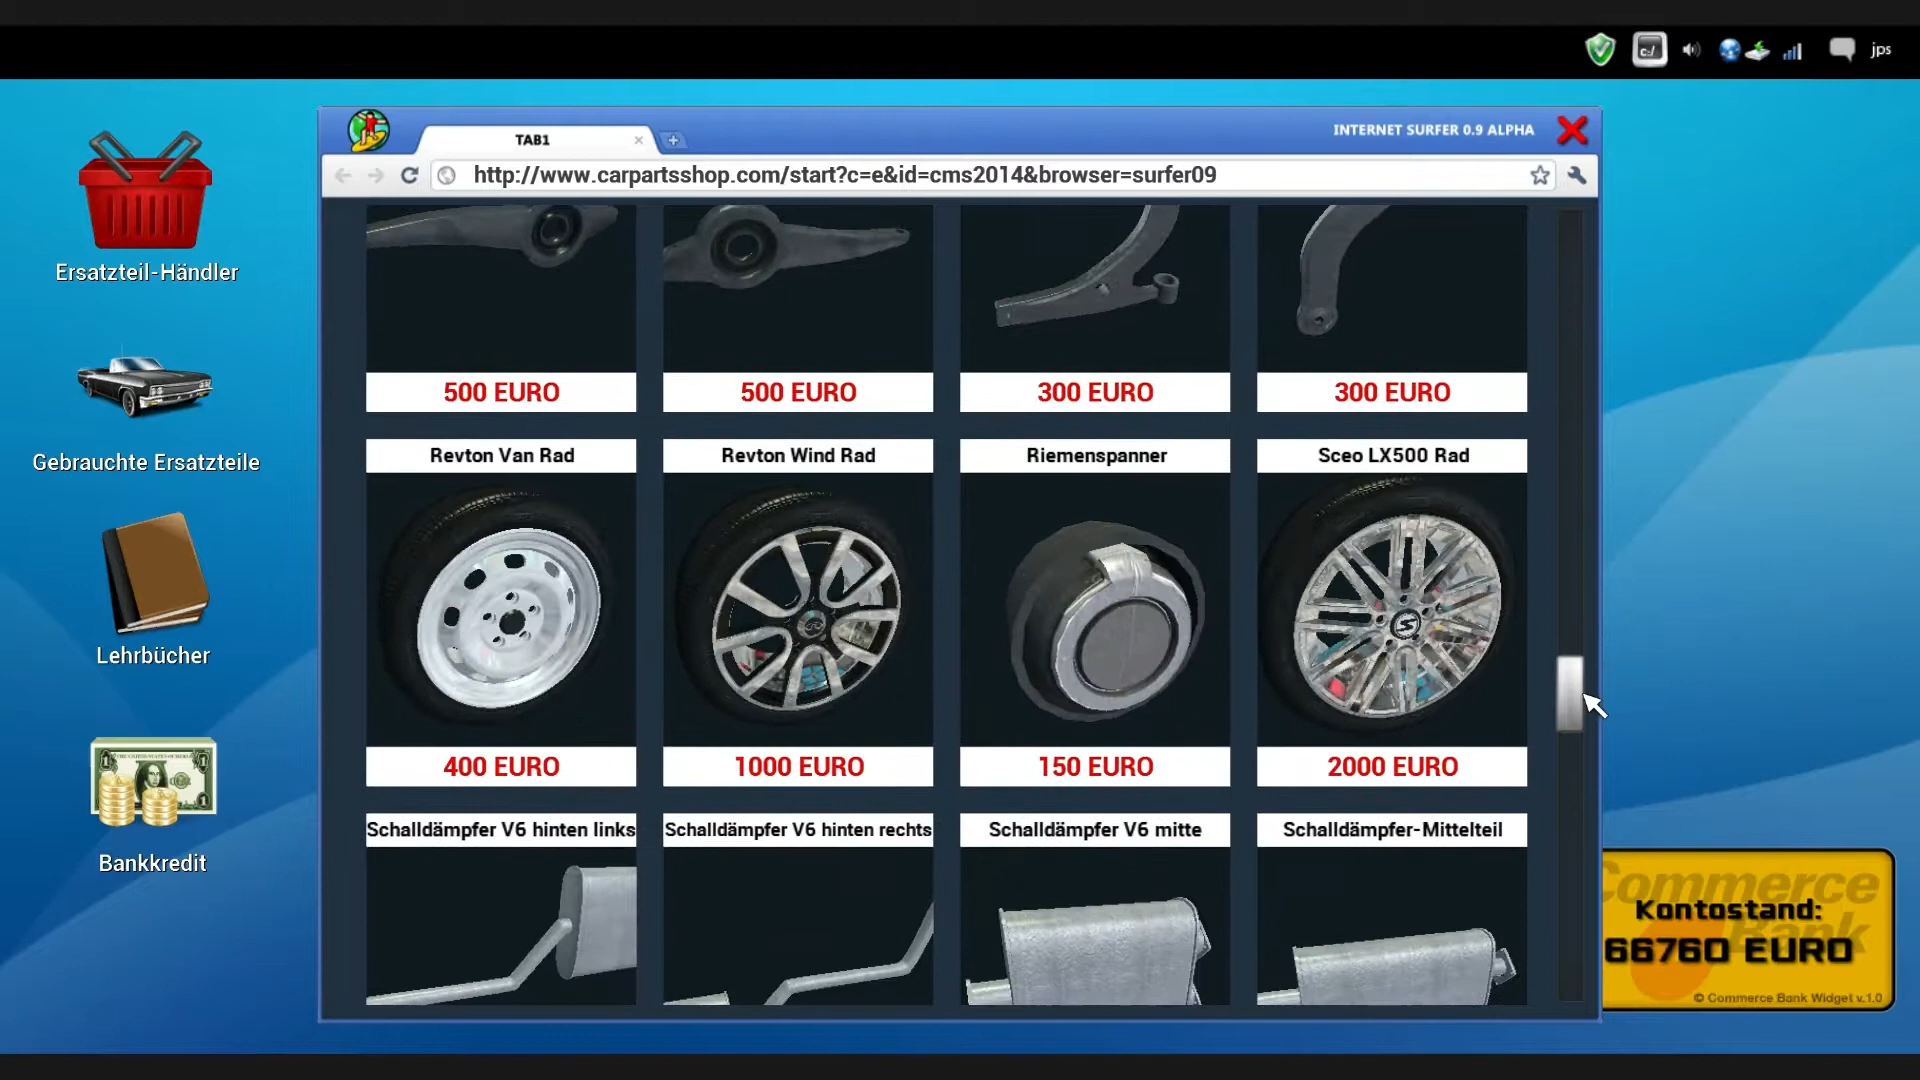 c:/
jps
TAB1
INTERNET SURFER 0.9 ALPHA
http://www.carpartsshop.com/start?c=e&id=cms2014&browser=surfer09
Ersatzteil-Händler
Gebrauchte Ersatzteile
Lehrbücher
Bankkredit
500 EURO
500 EURO
300 EURO
300 EURO
Revton Van Rad
Revton Wind Rad
Riemenspanner
Sceo LX500 Rad
400 EURO
1000 EURO
150 EURO
2000 EURO
Schalldämpfer V6 hinten links
Schalldämpfer V6 hinten rechts
Schalldämpfer V6 mitte
Schalldämpfer-Mittelteil
Commerce
Bank
Kontostand:
66760 EURO
© Commerce Bank Widget v.1.0